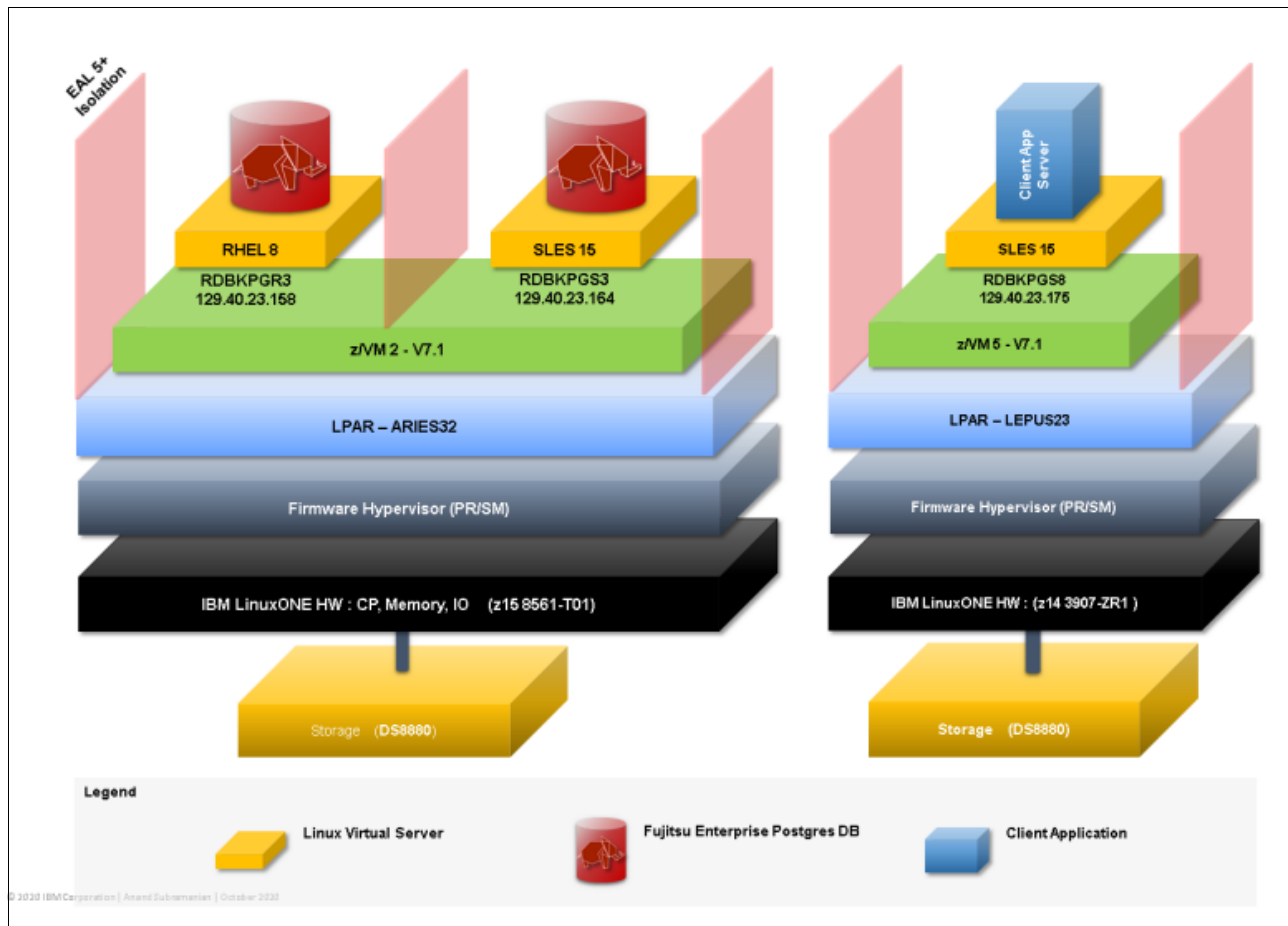 EAL 5+
Isolation
Client App
Server
RHEL 8
SLES 15
SLES 15
RDBKPGR3
129.40.23.158
RDBKPGS3
129.40.23.164
RDBKPGS8
129.40.23.175
z/VM 2 - V7.1
z/VM 5 - V7.1
LPAR – ARIES32
LPAR – LEPUS23
Firmware Hypervisor (PR/SM)
Firmware Hypervisor (PR/SM)
IBM LinuxONE HW : CP, Memory, IO (z15 8561-T01)
IBM LinuxONE HW : (z14 3907-ZR1 )
Storage (DS8880)
Storage (DS8880)
Legend
Linux Virtual Server
Fujitsu Enterprise Postgres DB
Client Application
© 2020 IBM Corporation | Anand Subramanian | October 2020